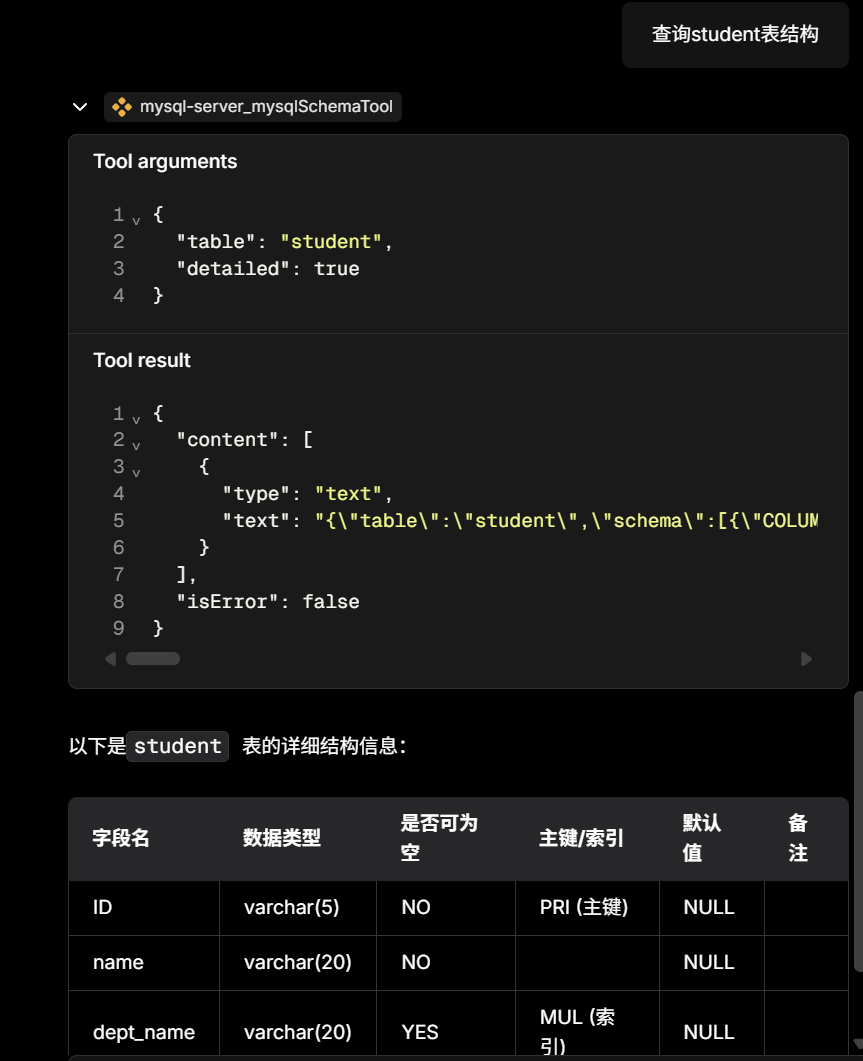 查询student表结构
mysql-server_mysqlSchemaTool
Tool arguments
1 {
2 "table": "student",
3 "detailed": true
4 }
Tool result
1 {
2 "content": [
3 {
4 "type": "text",
5 "text": "{\"table\":\"student\",\"schema\":[{\"COLUM
6 }
7 ],
8 "isError": false
9 }
以下是 student 表的详细结构信息：
字段名 数据类型 是否可为空 主键/索引 默认值 备注
ID varchar(5) NO PRI (主键) NULL
name varchar(20) NO NULL
dept_name varchar(20) YES MUL (索引) NULL